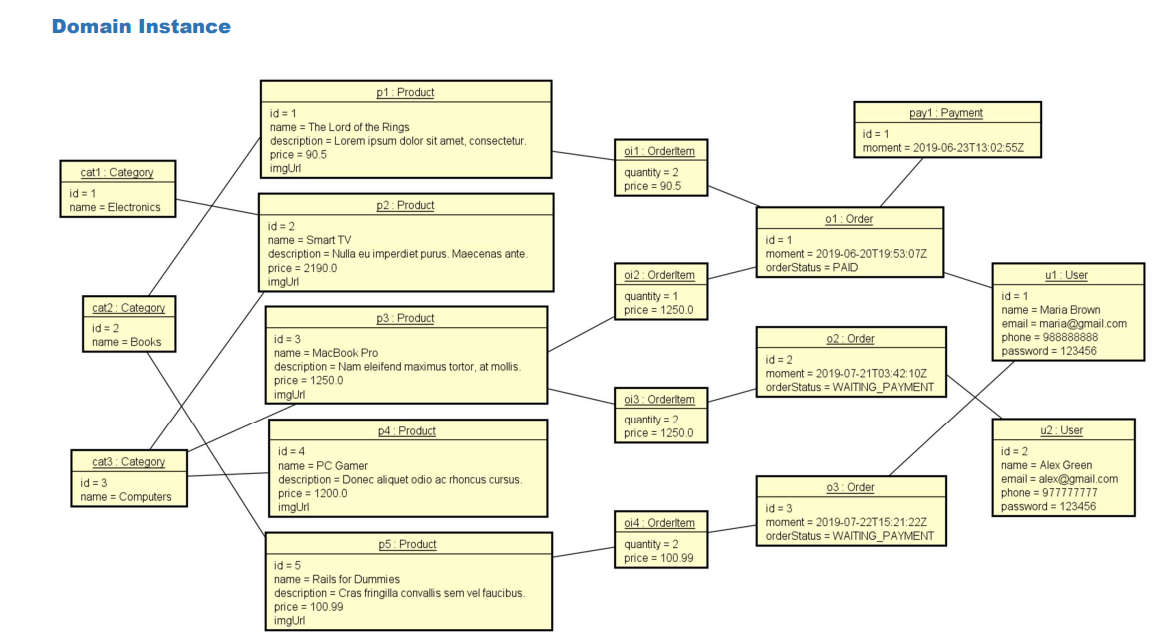 Domain Instance
p1 : Product
id = 1
name = The Lord of the Rings
description = Lorem ipsum dolor sit amet, consectetur.
price = 90.5
imgUrl
pay1 : Payment
id = 1
moment = 2019-06-23T13:02:55Z
oi1 : OrderItem
quantity = 2
price = 90.5
cat1 : Category
id = 1
name = Electronics
p2 : Product
id = 2
name = Smart TV
description = Nulla eu imperdiet purus. Maecenas ante.
price = 2190.0
imgUrl
o1 : Order
id = 1
moment = 2019-06-20T19:53:07Z
orderStatus = PAID
oi2 : OrderItem
quantity = 1
price = 1250.0
u1 : User
id = 1
name = Maria Brown
email = maria@gmail.com
phone = 988888888
password = 123456
cat2 : Category
id = 2
name = Books
p3 : Product
id = 3
name = MacBook Pro
description = Nam eleifend maximus tortor, at mollis.
price = 1250.0
imgUrl
o2 : Order
id = 2
moment = 2019-07-21T03:42:10Z
orderStatus = WAITING_PAYMENT
oi3 : OrderItem
quantity = 2
price = 1250.0
p4 : Product
id = 4
name = PC Gamer
description = Donec aliquet odio ac rhoncus cursus.
price = 1200.0
imgUrl
u2 : User
id = 2
name = Alex Green
email = alex@gmail.com
phone = 977777777
password = 123456
cat3 : Category
id = 3
name = Computers
o3 : Order
id = 3
moment = 2019-07-22T15:21:22Z
orderStatus = WAITING_PAYMENT
oi4 : OrderItem
quantity = 2
price = 100.99
p5 : Product
id = 5
name = Rails for Dummies
description = Cras fringilla convallis sem vel faucibus.
price = 100.99
imgUrl